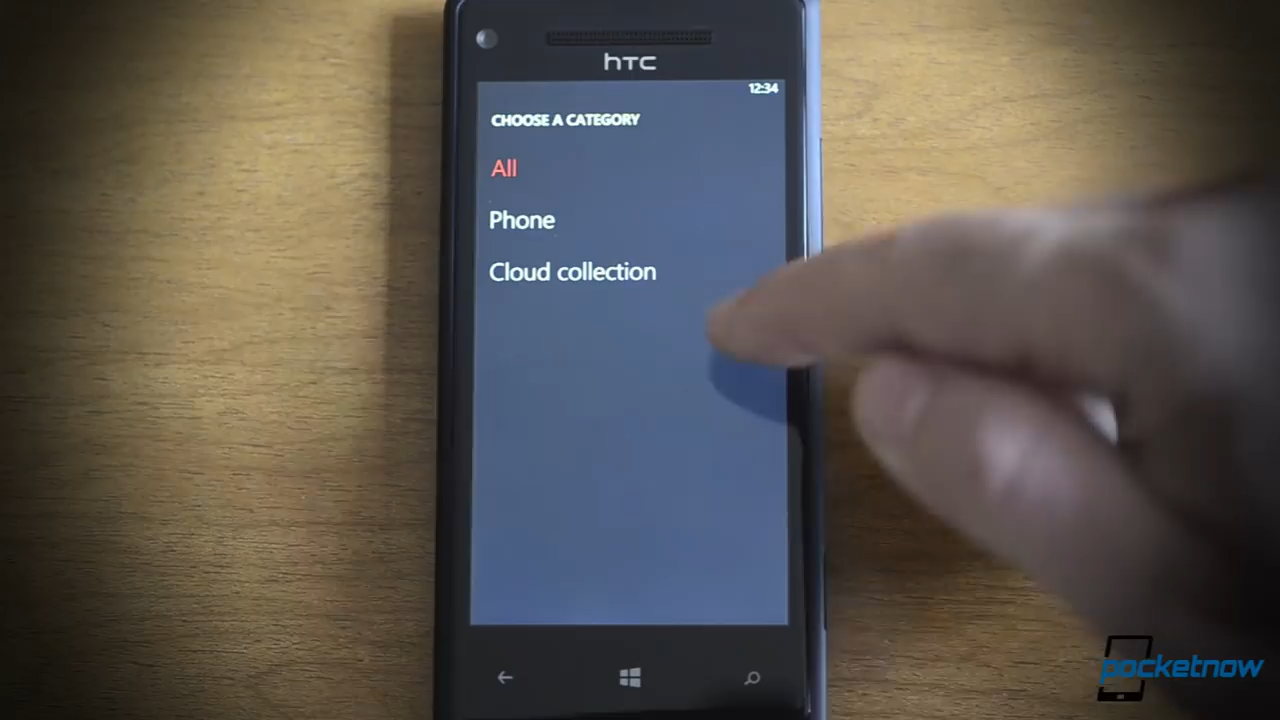 hTC
12:34
CHOOSE A CATEGORY
All
Phone
Cloud collection
pocketnow